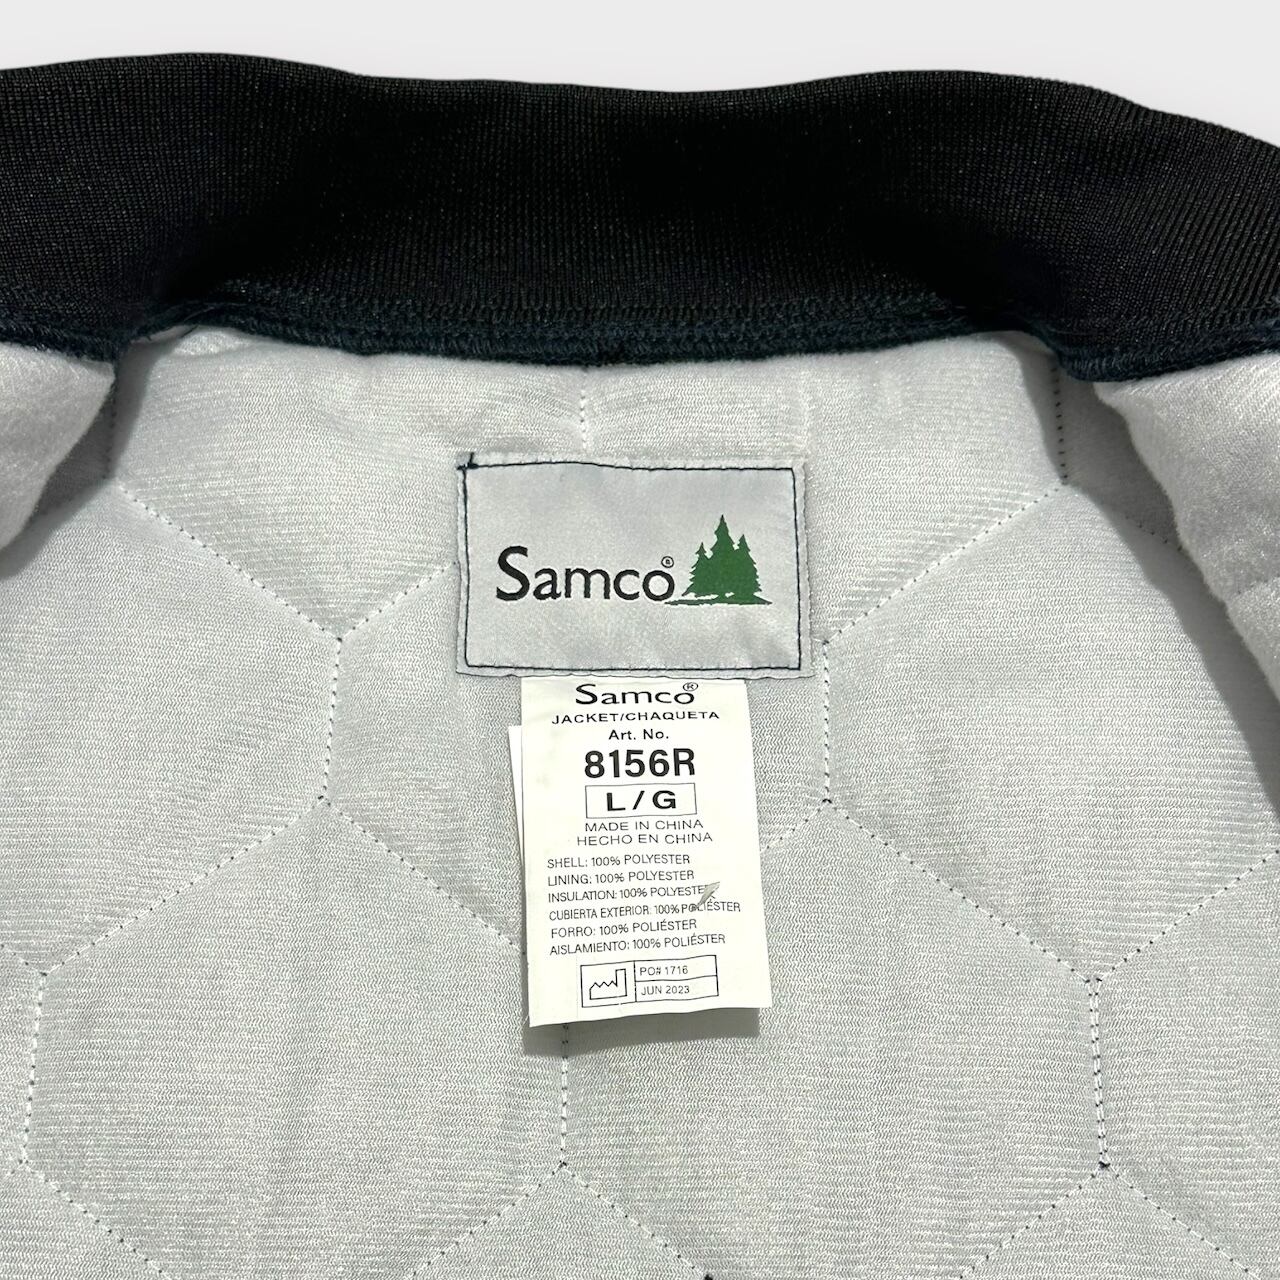 Samco®
Samco®
JACKET/CHAQUETA
Art. No.
8156R
L/G
MADE IN CHINA
HECHO EN CHINA
SHELL: 100% POLYESTER
LINING: 100% POLYESTER
INSULATION: 100% POLYESTER
CUBIERTA EXTERIOR: 100% POLIÉSTER
FORRO: 100% POLIÉSTER
AISLAMIENTO: 100% POLIÉSTER
PO# 1716
JUN 2023